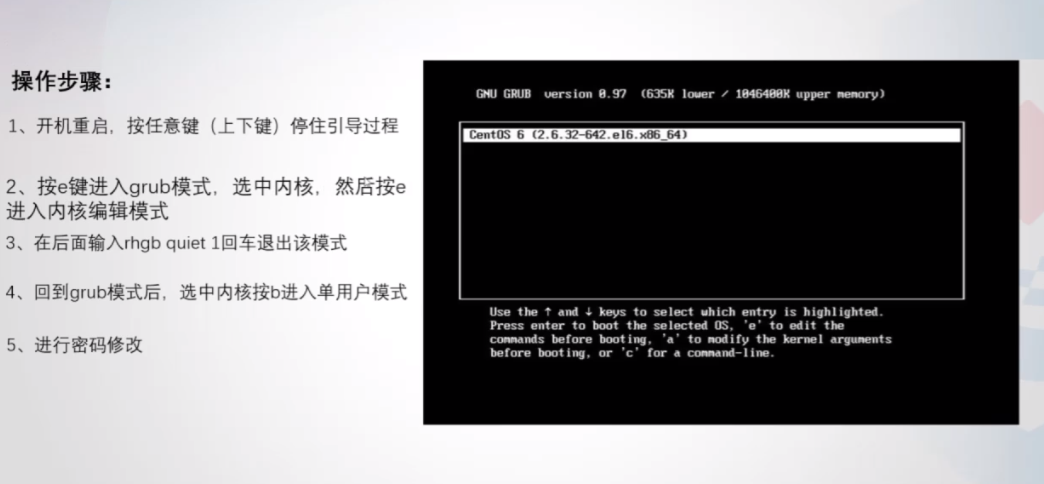 操作步骤：
1、开机重启，按任意键（上下键）停住引导过程
2、按e键进入grub模式，选中内核，然后按e
进入内核编辑模式
3、在后面输入rhgb quiet 1回车退出该模式
4、回到grub模式后，选中内核按b进入单用户模式
5、进行密码修改
GNU GRUB version 0.97 (635K lower / 1046400K upper memory)
CentOS 6 (2.6.32-642.el6.x86_64)
Use the ↑ and ↓ keys to select which entry is highlighted.
Press enter to boot the selected OS, 'e' to edit the
commands before booting, 'a' to modify the kernel arguments
before booting, or 'c' for a command-line.